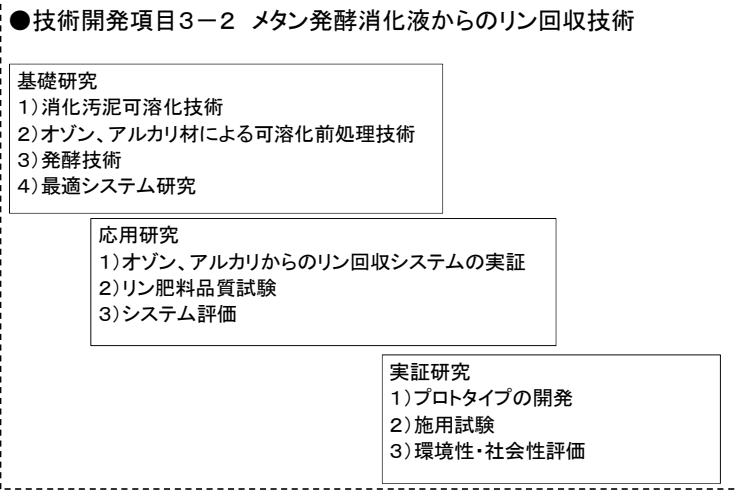 ●技術開発項目3-2　メタン発酵消化液からのリン回収技術
基礎研究
1)消化汚泥可溶化技術
2)オゾン、アルカリ材による可溶化前処理技術
3)発酵技術
4)最適システム研究
応用研究
1)オゾン、アルカリからのリン回収システムの実証
2)リン肥料品質試験
3)システム評価
実証研究
1)プロトタイプの開発
2)施用試験
3)環境性・社会性評価